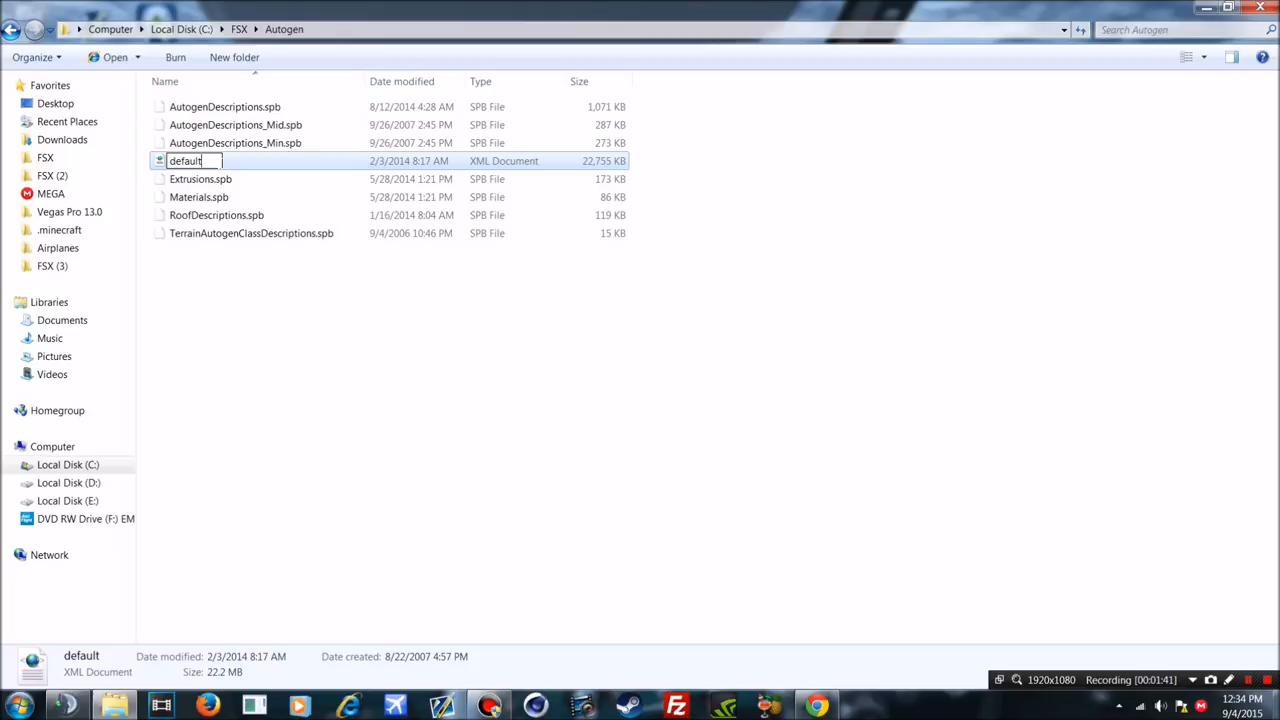 Computer Local Disk (C:) FSX Autogen Search Autogen
Organize Open Burn New folder
Name Date modified Type Size
AutogenDescriptions.spb 8/12/2014 4:28 AM SPB File 1,071 KB
AutogenDescriptions_Mid.spb 9/26/2007 2:45 PM SPB File 287 KB
AutogenDescriptions_Min.spb 9/26/2007 2:45 PM SPB File 273 KB
default 2/3/2014 8:17 AM XML Document 22,755 KB
Extrusions.spb 5/28/2014 1:21 PM SPB File 173 KB
Materials.spb 5/28/2014 1:21 PM SPB File 86 KB
RoofDescriptions.spb 1/16/2014 8:04 AM SPB File 119 KB
TerrainAutogenClassDescriptions.spb 9/4/2006 10:46 PM SPB File 15 KB
Favorites
Desktop
Recent Places
Downloads
FSX
FSX (2)
MEGA
Vegas Pro 13.0
.minecraft
Airplanes
FSX (3)
Libraries
Documents
Music
Pictures
Videos
Homegroup
Computer
Local Disk (C:)
Local Disk (D:)
Local Disk (E:)
DVD RW Drive (F:) EM
Network
default Date modified: 2/3/2014 8:17 AM Date created: 8/22/2007 4:57 PM
XML Document Size: 22.2 MB
1920x1080 Recording [00:01:41]
12:34 PM
9/4/2015